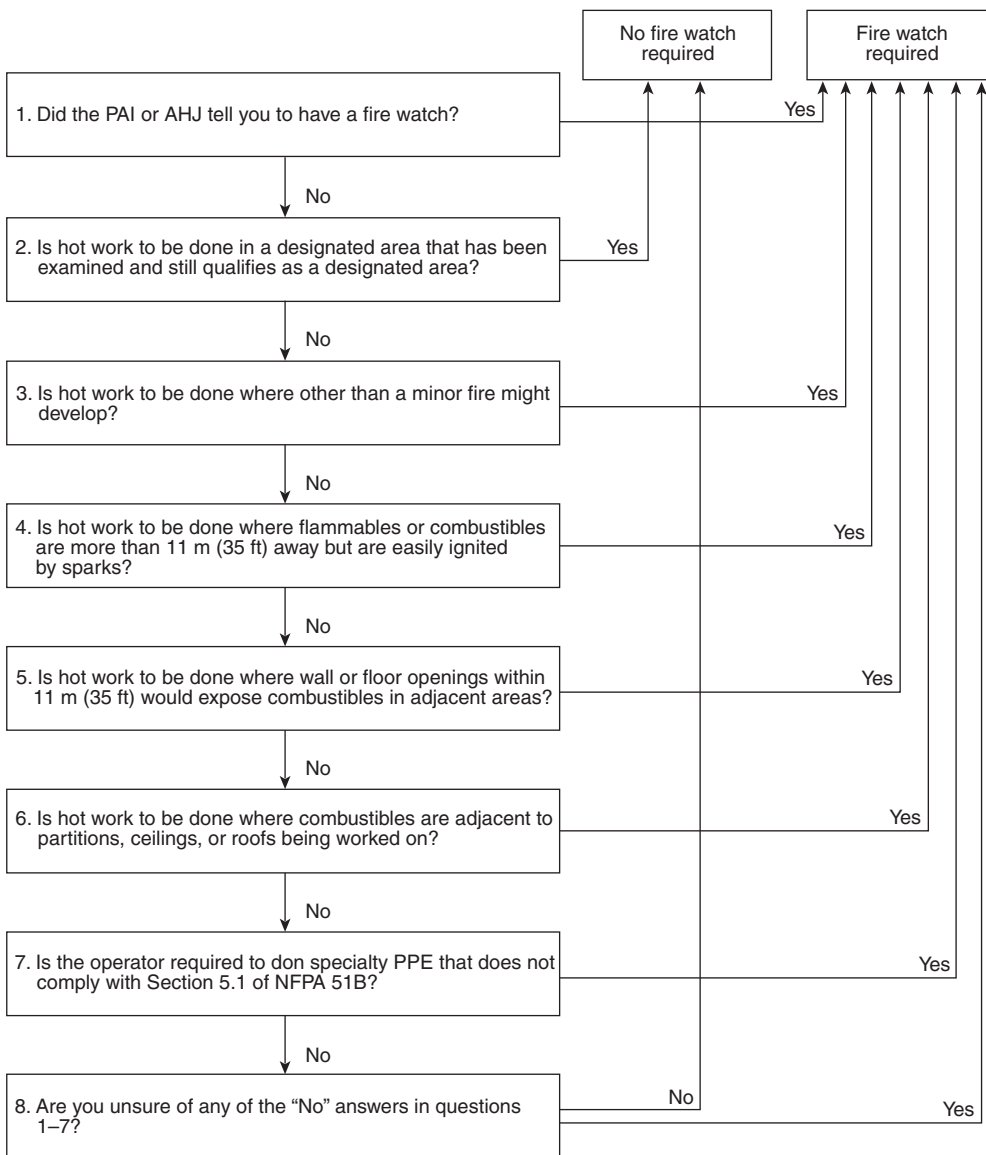 No fire watch
required
Fire watch
required
1. Did the PAI or AHJ tell you to have a fire watch?
Yes
No
2. Is hot work to be done in a designated area that has been
examined and still qualifies as a designated area?
Yes
No
3. Is hot work to be done where other than a minor fire might
develop?
Yes
No
4. Is hot work to be done where flammables or combustibles
are more than 11 m (35 ft) away but are easily ignited
by sparks?
Yes
No
5. Is hot work to be done where wall or floor openings within
11 m (35 ft) would expose combustibles in adjacent areas?
Yes
No
6. Is hot work to be done where combustibles are adjacent to
partitions, ceilings, or roofs being worked on?
Yes
No
7. Is the operator required to don specialty PPE that does not
comply with Section 5.1 of NFPA 51B?
Yes
No
8. Are you unsure of any of the “No” answers in questions
1–7?
No
Yes